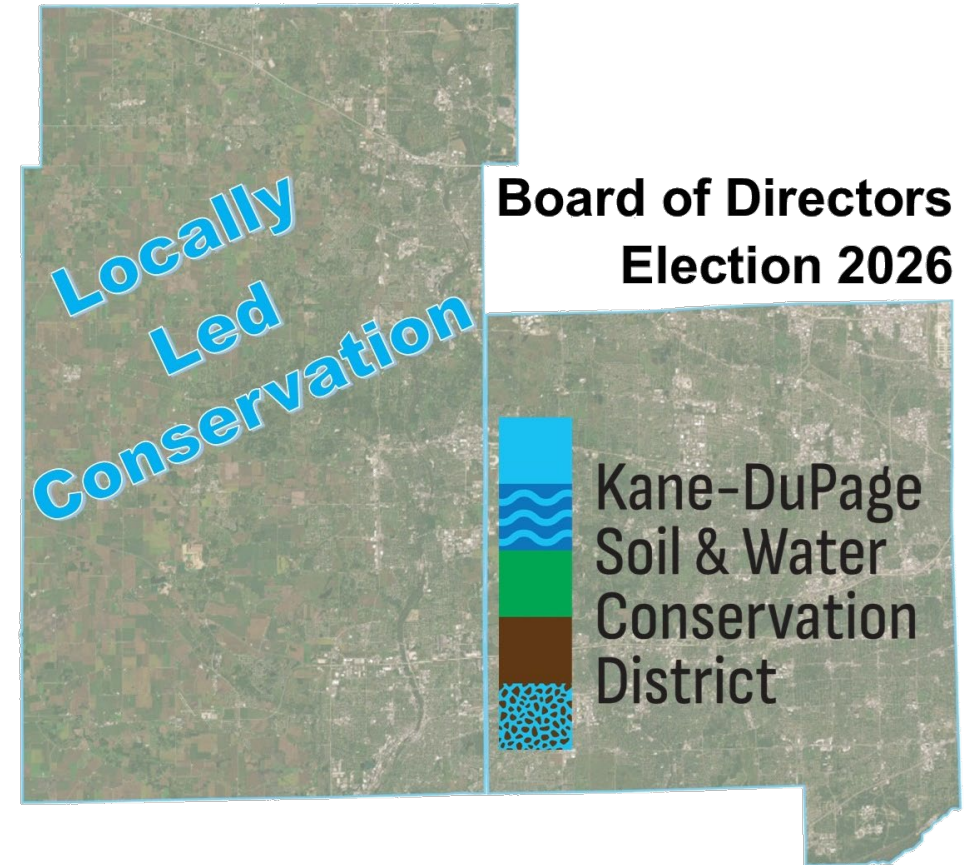 Locally
Led
Conservation
Board of Directors
Election 2026
Kane-DuPage
Soil & Water
Conservation
District